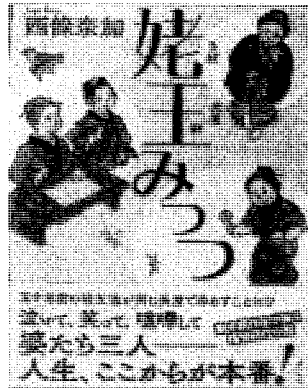 西條奈加
姥玉みっつ
泣いて、笑って、喧嘩して
婆たち三人
人生、ここからが本番!